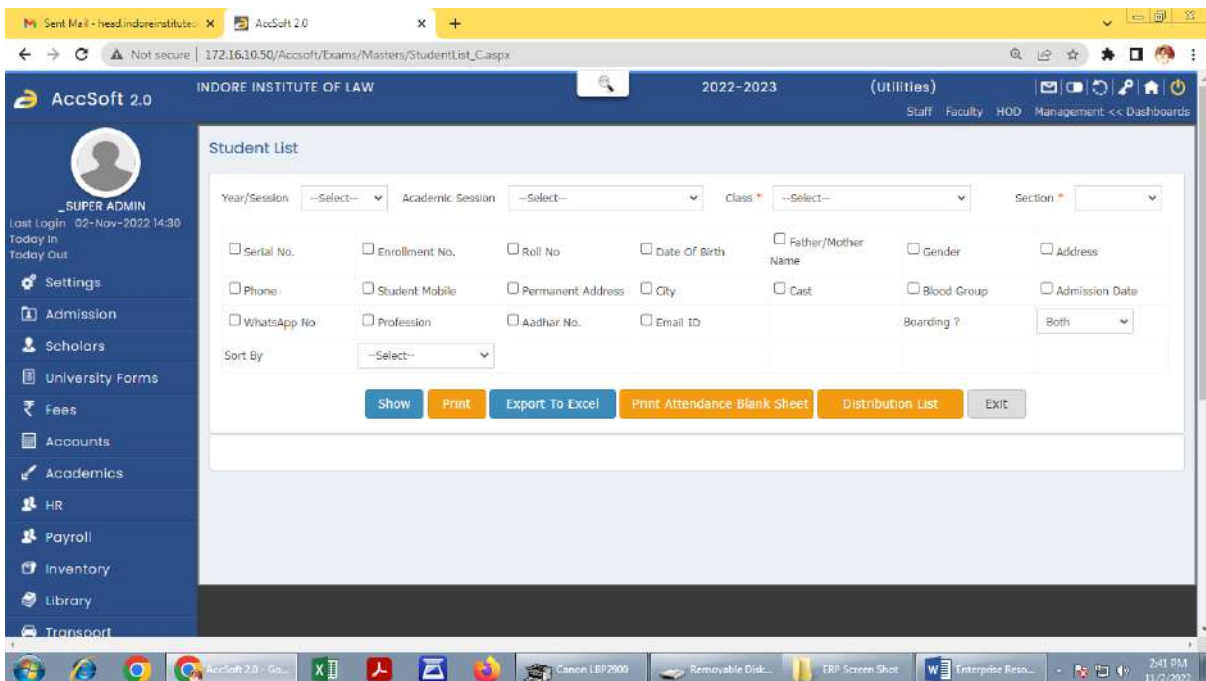 Sent Mail - head.indoreinstitute:
AccSoft 2.0
Not secure | 172.16.10.50/Accsoft/Exams/Masters/StudentList_C.aspx
AccSoft 2.0
INDORE INSTITUTE OF LAW
2022-2023
(Utilities)
Staff Faculty HOD Management << Dashboards
_SUPER ADMIN
Last Login 02-Nov-2022 14:30
Today In
Today Out
Settings
Admission
Scholars
University Forms
Fees
Accounts
Academics
HR
Payroll
Inventory
Library
Transport
Student List
Year/Session --Select-- Academic Session --Select-- Class * --Select-- Section *
Serial No. Enrollment No. Roll No Date Of Birth Father/Mother Name Gender Address
Phone Student Mobile Permanent Address City Cast Blood Group Admission Date
WhatsApp No Profession Aadhar No. Email ID Boarding ? Both
Sort By --Select--
Show Print Export To Excel Print Attendance Blank Sheet Distribution List Exit
AccSoft 2.0 - Go... Canon LBP2900 Removable Disk... ERP Screen Shot Enterprise Reso... 2:41 PM
11/2/2022